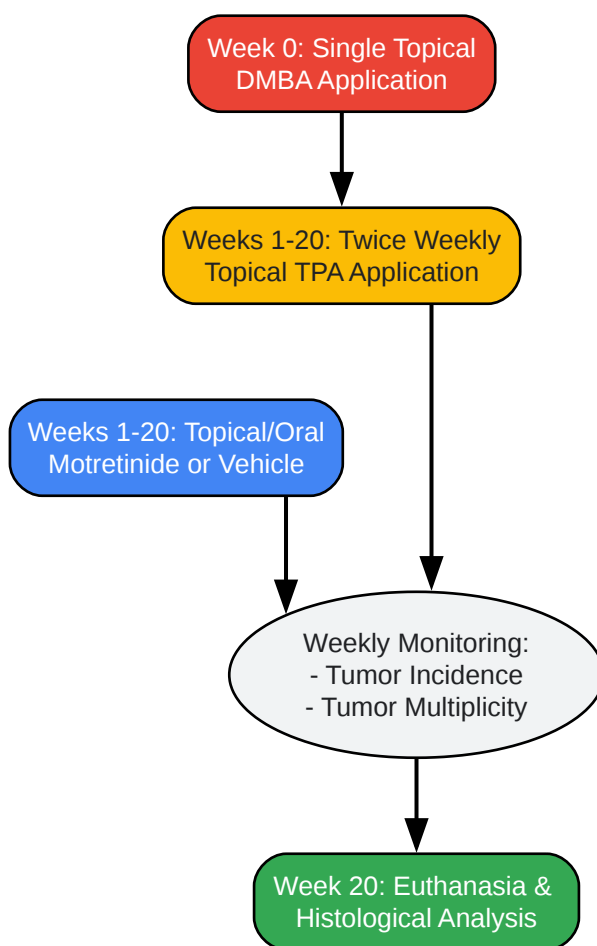 Week 0: Single Topical
DMBA Application
Weeks 1-20: Twice Weekly
Topical TPA Application
Weeks 1-20: Topical/Oral
Motretinide or Vehicle
Weekly Monitoring:
- Tumor Incidence
- Tumor Multiplicity
Week 20: Euthanasia &
Histological Analysis